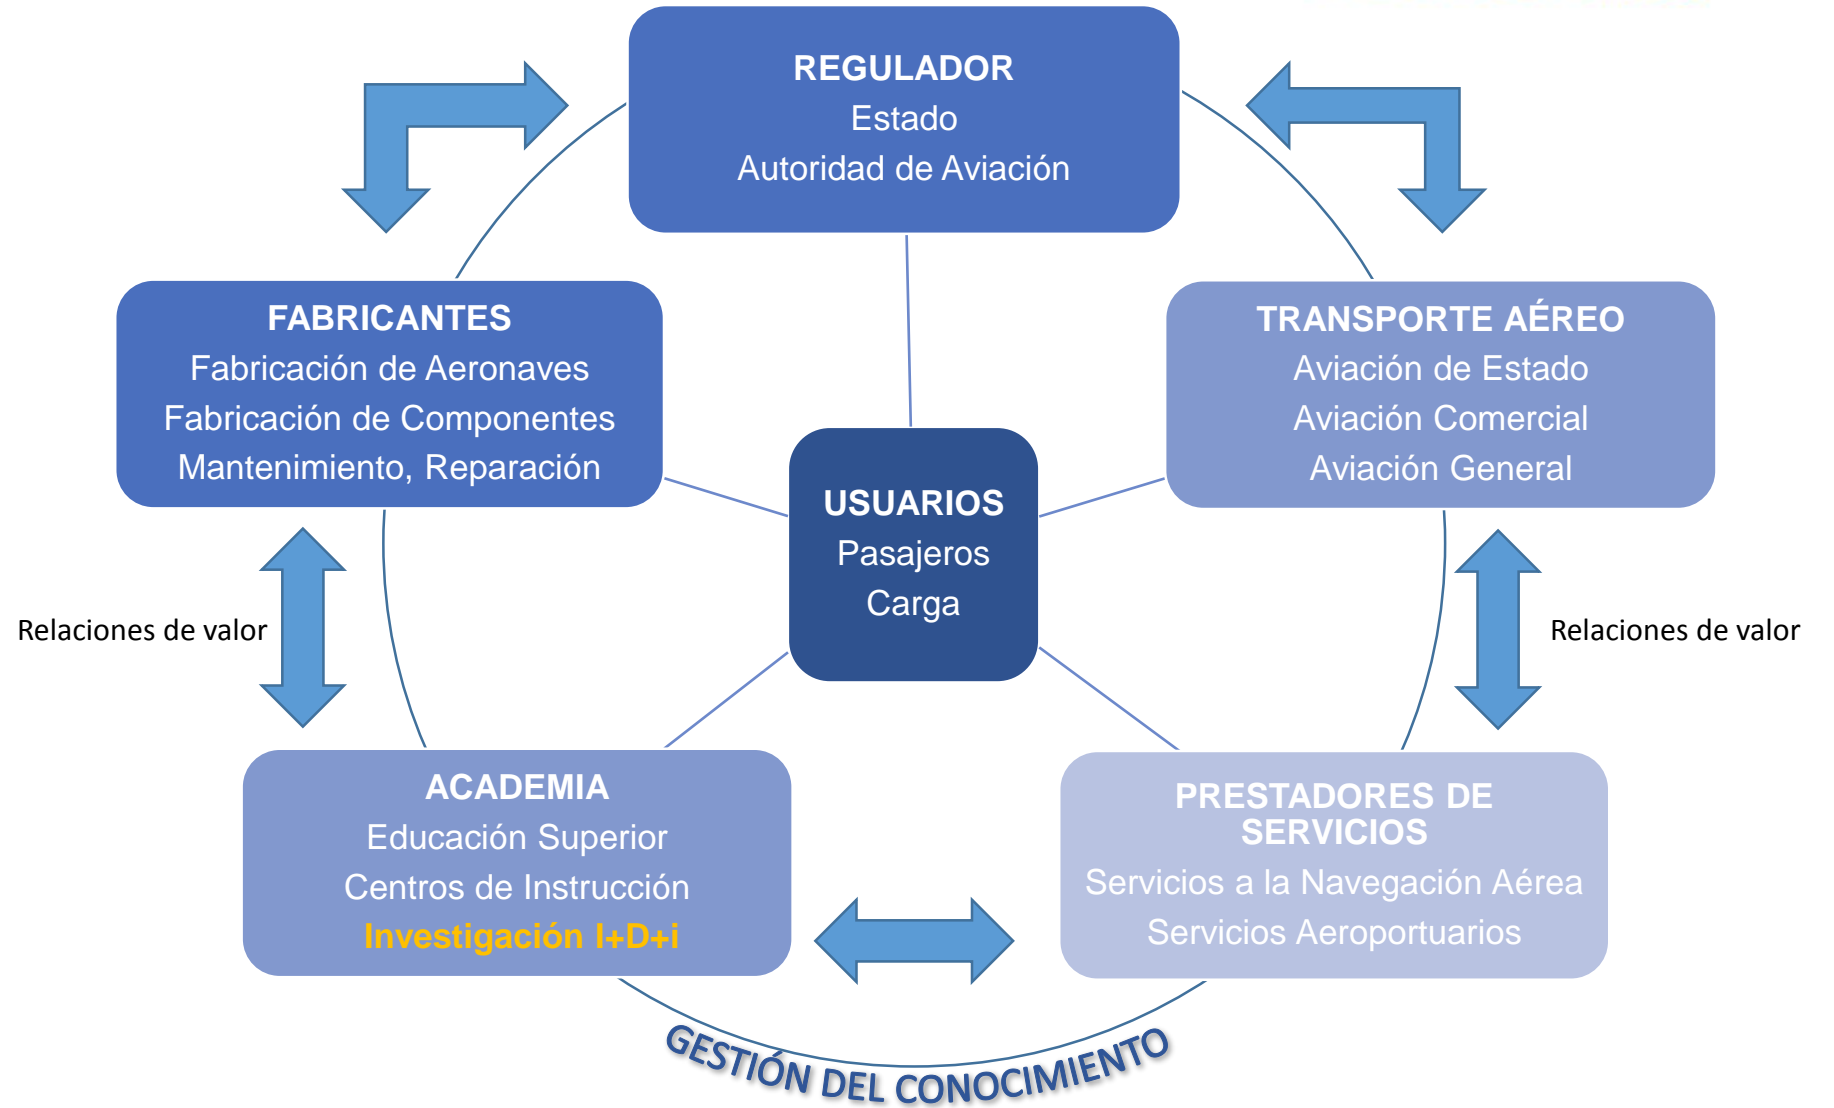 REGULADOR
Estado
Autoridad de Aviación
FABRICANTES
Fabricación de Aeronaves
Fabricación de Componentes
Mantenimiento, Reparación
TRANSPORTE AÉREO
Aviación de Estado
Aviación Comercial
Aviación General
USUARIOS
Pasajeros
Carga
Relaciones de valor
Relaciones de valor
ACADEMIA
Educación Superior
Centros de Instrucción
Investigación I+D+i
PRESTADORES DE
SERVICIOS
Servicios a la Navegación Aérea
Servicios Aeroportuarios
GESTIÓN DEL CONOCIMIENTO